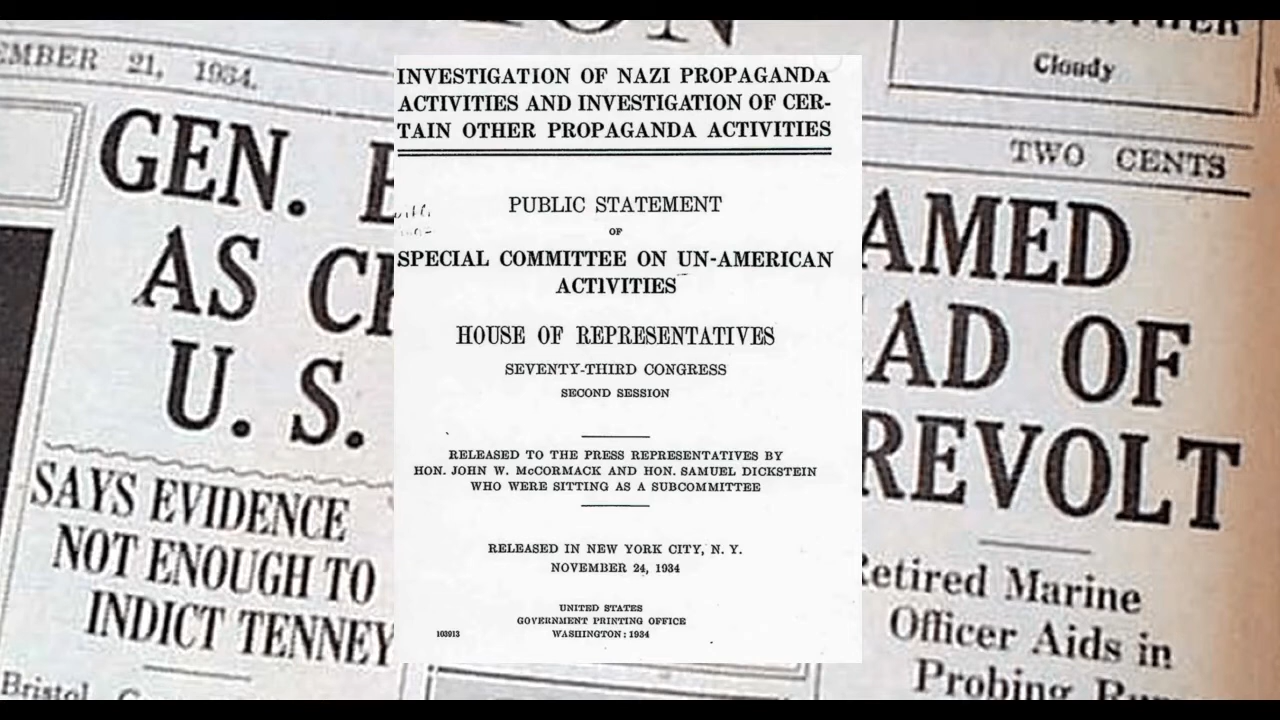 EMBER 21, 1934.
Cloudy
TWO CENTS
GEN.
AMED
AS
AD OF
U. S.
REVOLT
SAYS EVIDENCE
NOT ENOUGH TO
INDICT TENNEY
Bristol
etired Marine
Officer Aids in
Probing
INVESTIGATION OF NAZI PROPAGANDA
ACTIVITIES AND INVESTIGATION OF CER-
TAIN OTHER PROPAGANDA ACTIVITIES
PUBLIC STATEMENT
OF
SPECIAL COMMITTEE ON UN-AMERICAN
ACTIVITIES
HOUSE OF REPRESENTATIVES
SEVENTY-THIRD CONGRESS
SECOND SESSION
RELEASED TO THE PRESS REPRESENTATIVES BY
HON. JOHN W. McCORMACK AND HON. SAMUEL DICKSTEIN
WHO WERE SITTING AS A SUBCOMMITTEE
RELEASED IN NEW YORK CITY, N. Y.
NOVEMBER 24, 1934
UNITED STATES
GOVERNMENT PRINTING OFFICE
103913 WASHINGTON : 1934